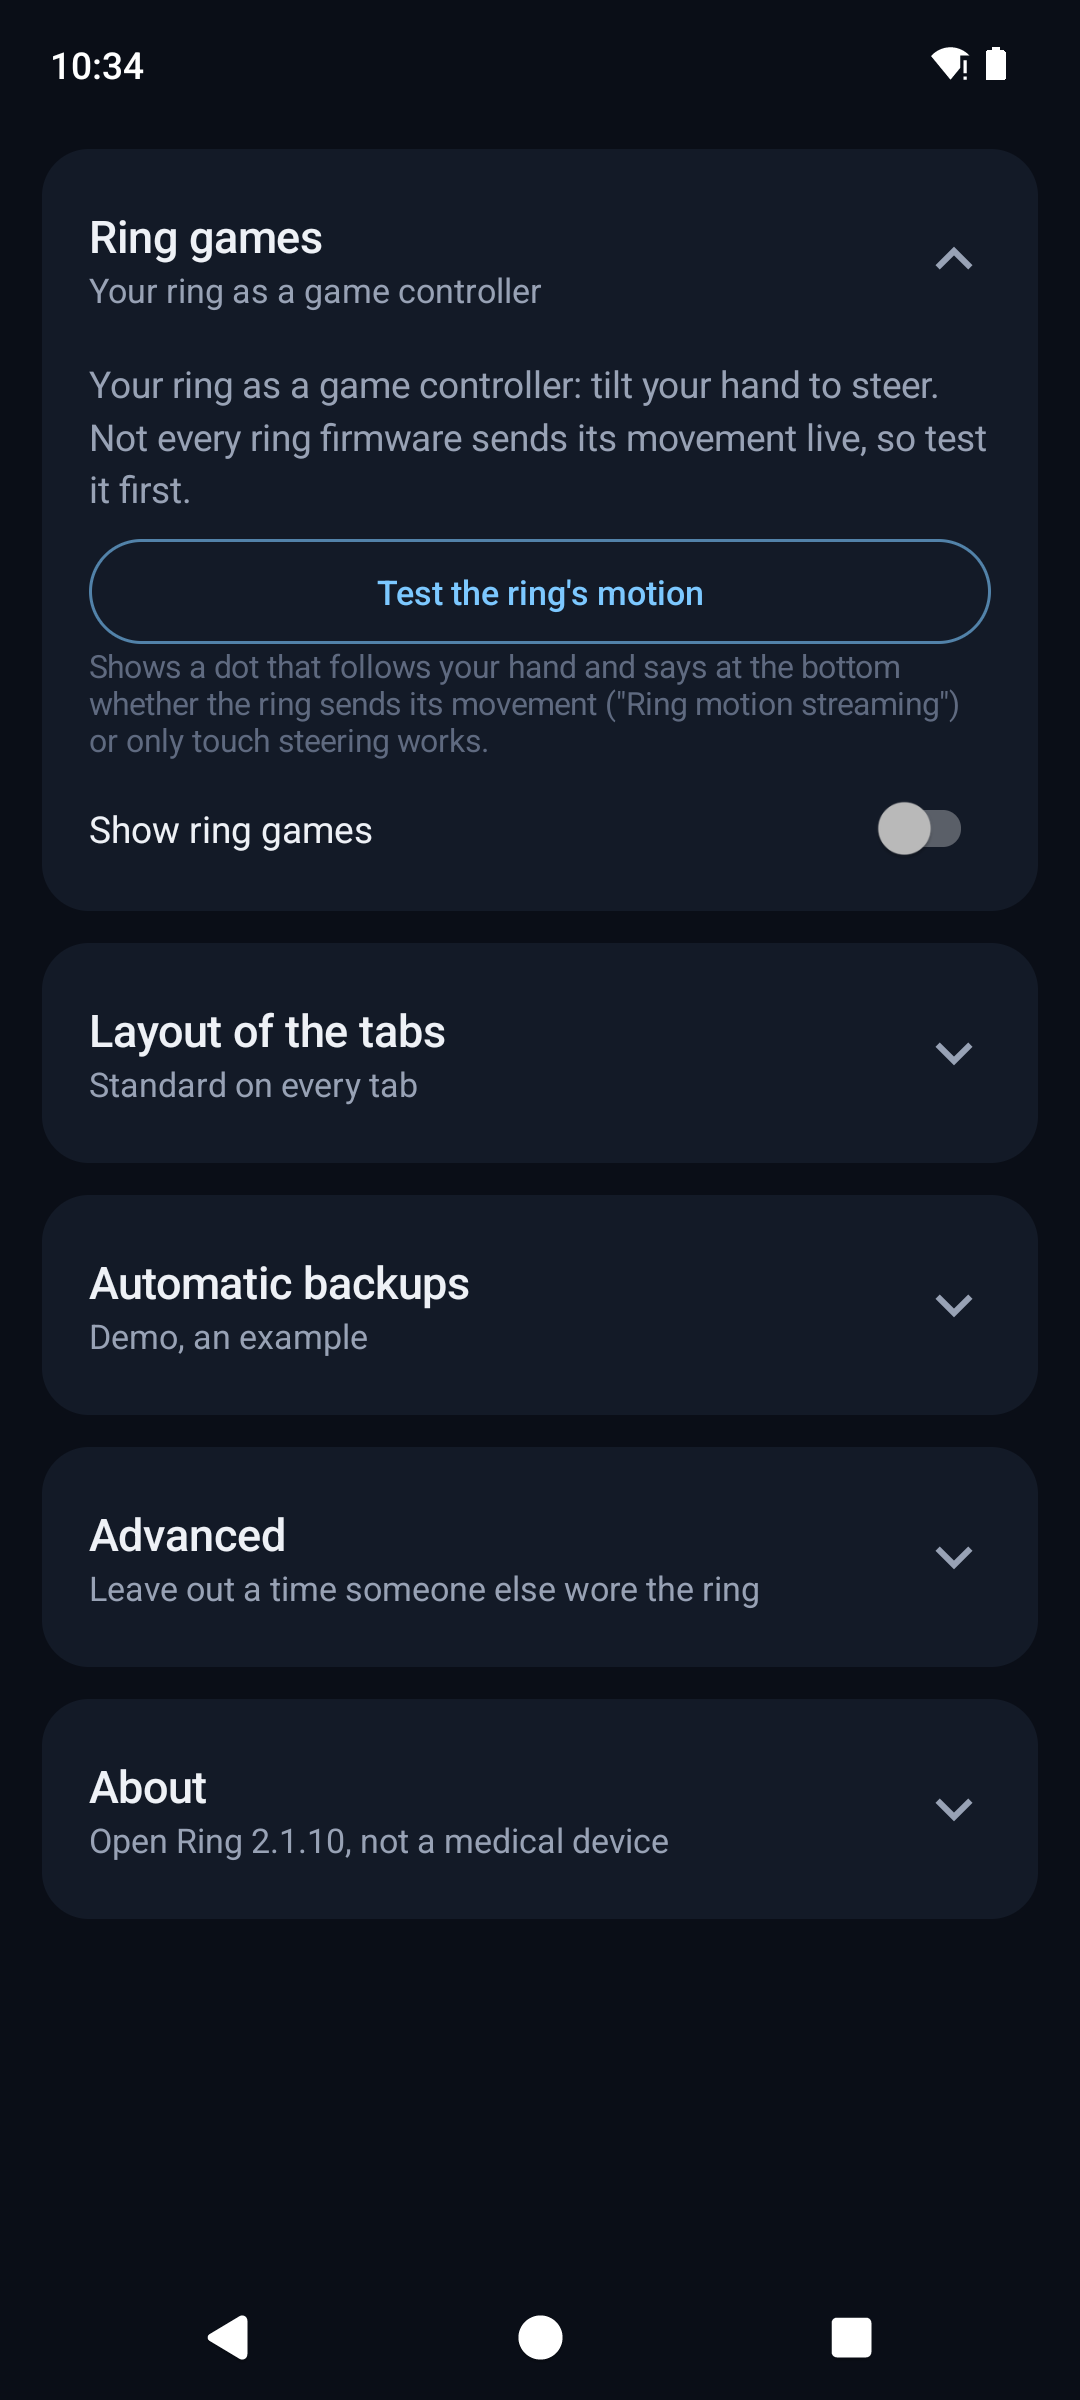 10:34
Ring games
Your ring as a game controller
Your ring as a game controller: tilt your hand to steer.
Not every ring firmware sends its movement live, so test
it first.
Test the ring's motion
Shows a dot that follows your hand and says at the bottom
whether the ring sends its movement ("Ring motion streaming")
or only touch steering works.
Show ring games
Layout of the tabs
Standard on every tab
Automatic backups
Demo, an example
Advanced
Leave out a time someone else wore the ring
About
Open Ring 2.1.10, not a medical device